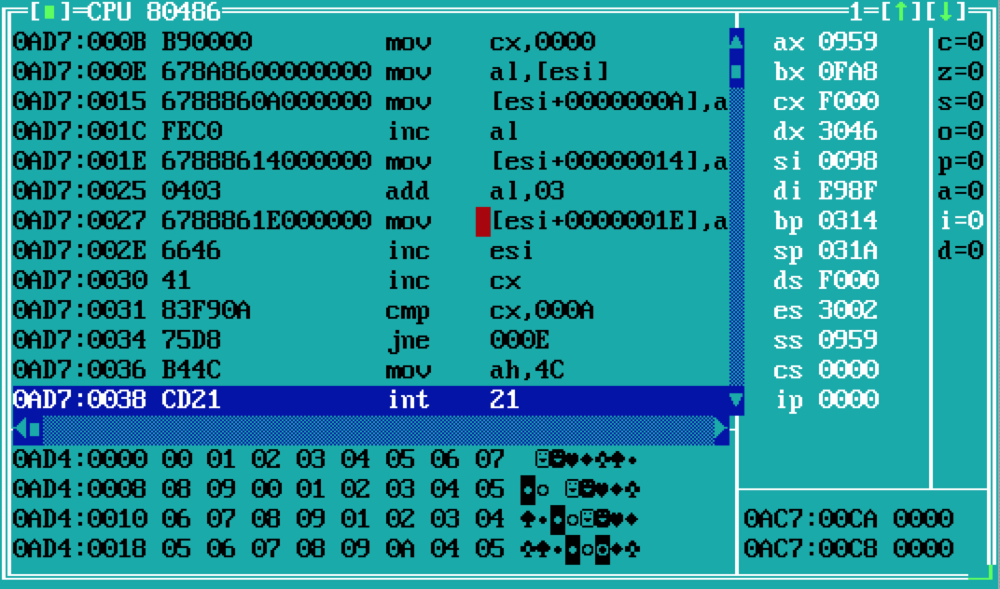 [■]=CPU 80486 1=[↑][↓]
0AD7:000B B90000 mov cx,0000 ax 0959 c=0
0AD7:000E 678A8600000000 mov al,[esi] bx 0FA8 z=0
0AD7:0015 6788860A000000 mov [esi+0000000A],a cx F000 s=0
0AD7:001C FEC0 inc al dx 3046 o=0
0AD7:001E 67888614000000 mov [esi+00000014],a si 0098 p=0
0AD7:0025 0403 add al,03 di E98F a=0
0AD7:0027 6788861E000000 mov [esi+0000001E],a bp 0314 i=0
0AD7:002E 6646 inc esi sp 031A d=0
0AD7:0030 41 inc cx ds F000
0AD7:0031 83F90A cmp cx,000A es 3002
0AD7:0034 75D8 jne 000E ss 0959
0AD7:0036 B44C mov ah,4C cs 0000
0AD7:0038 CD21 int 21 ip 0000
0AD4:0000 00 01 02 03 04 05 06 07 ☺☻♥♦♣♠•
0AD4:0008 08 09 00 01 02 03 04 05 ◘○ ☺☻♥♦♣
0AD4:0010 06 07 08 09 01 02 03 04 ♠•◘○☺☻♥♦ 0AC7:00CA 0000
0AD4:0018 05 06 07 08 09 0A 04 05 ♣♠•◘○◙♦♣ 0AC7:00C8 0000